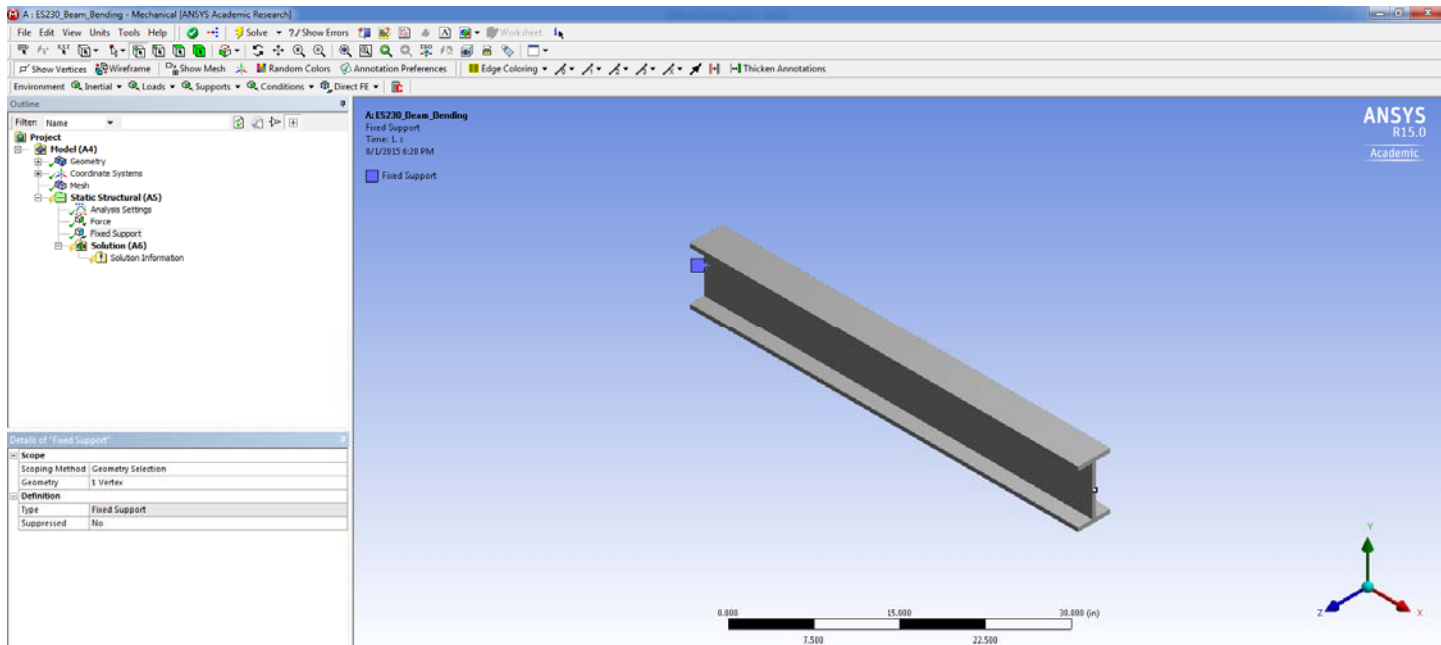 A : ES230_Beam_Bending - Mechanical [ANSYS Academic Research]
File Edit View Units Tools Help Solve ?/ Show Errors Worksheet
Show Vertices Wireframe Show Mesh Random Colors Annotation Preferences Edge Coloring Thicken Annotations
Environment Inertial Loads Supports Conditions Direct FE
Outline
Filter: Name
Project
Model (A4)
Geometry
Coordinate Systems
Mesh
Static Structural (A5)
Analysis Settings
Force
Fixed Support
Solution (A6)
Solution Information
Details of "Fixed Support"
Scope
Scoping Method Geometry Selection
Geometry 1 Vertex
Definition
Type Fixed Support
Suppressed No
A: ES230_Beam_Bending
Fixed Support
Time: 1. s
8/1/2015 6:20 PM
Fixed Support
ANSYS
R15.0
Academic
Y
Z X
0.000 15.000 30.000 (in)
7.500 22.500